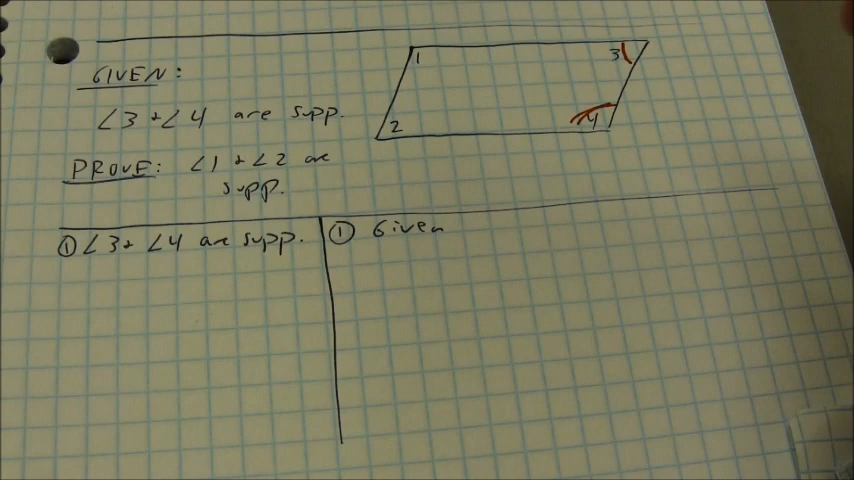 GIVEN:
∠3 + ∠4 are supp.
PROVE: ∠1 + ∠2 are
supp.
1
3
2
4
① ∠3 + ∠4 are supp.
① Given